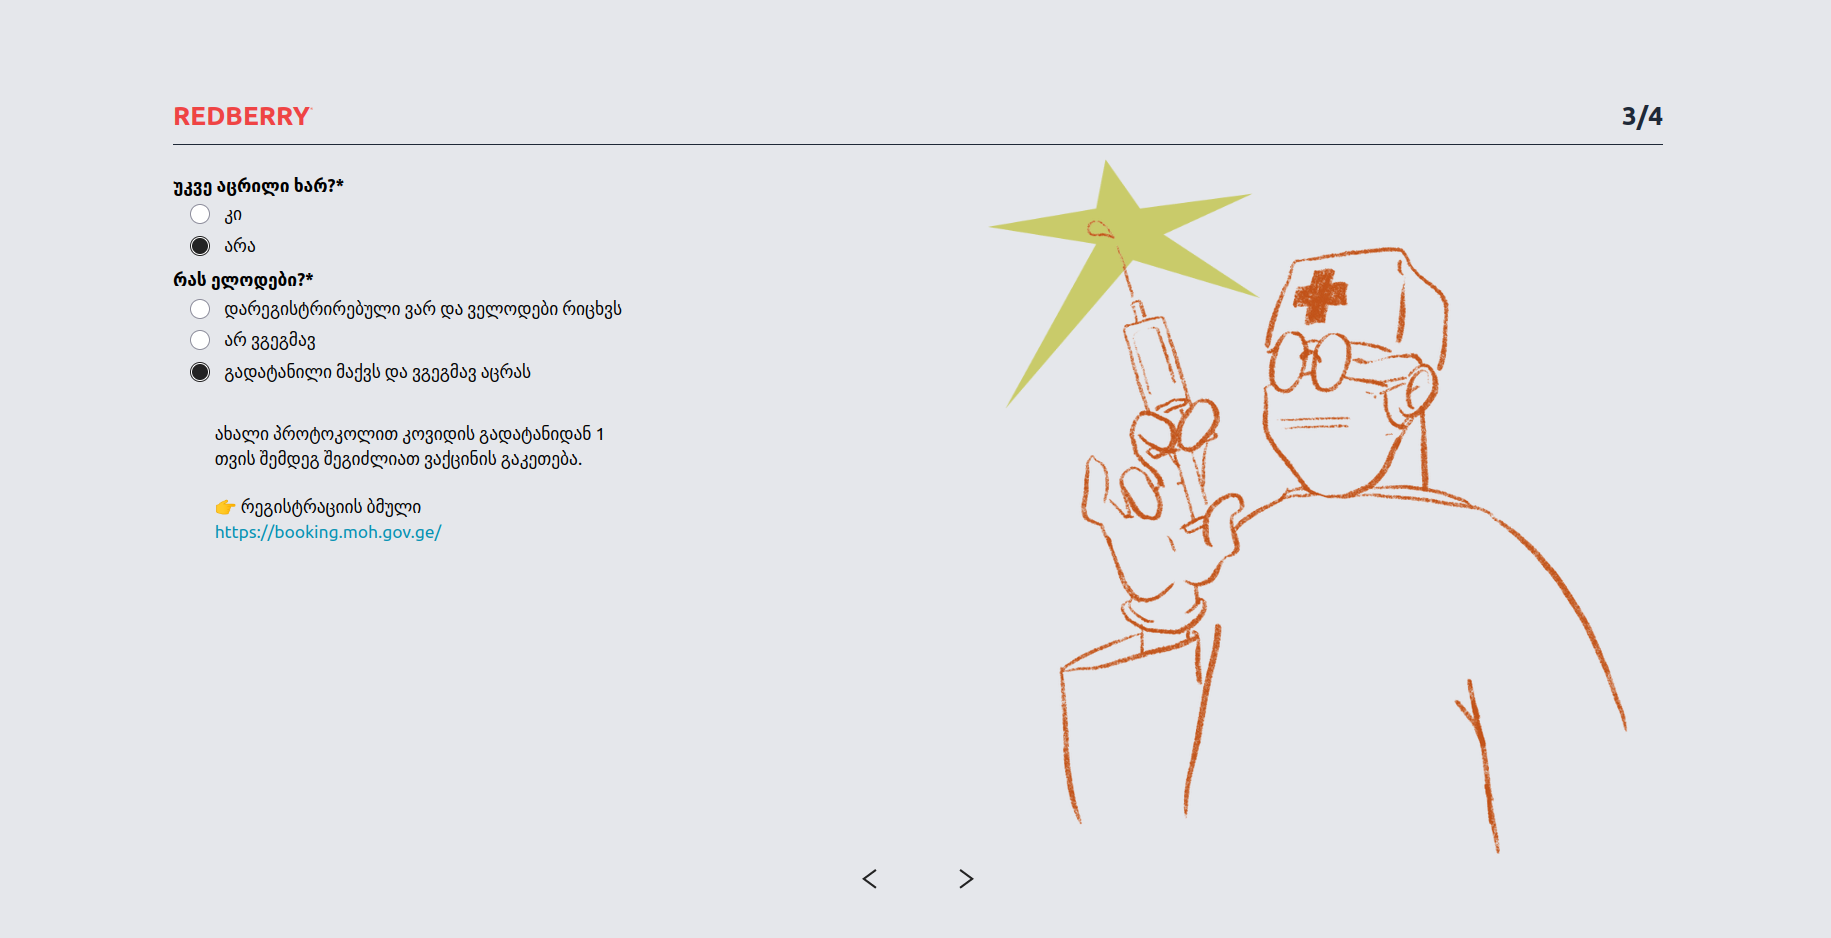 REDBERRY
3/4
უკვე აცრილი ხარ?*
კი
არა
რას ელოდები?*
დარეგისტრირებული ვარ და ველოდები რიცხვს
არ ვგეგმავ
გადატანილი მაქვს და ვგეგმავ აცრას
ახალი პროტოკოლით კოვიდის გადატანიდან 1
თვის შემდეგ შეგიძლიათ ვაქცინის გაკეთება.
👉 რეგისტრაციის ბმული
https://booking.moh.gov.ge/